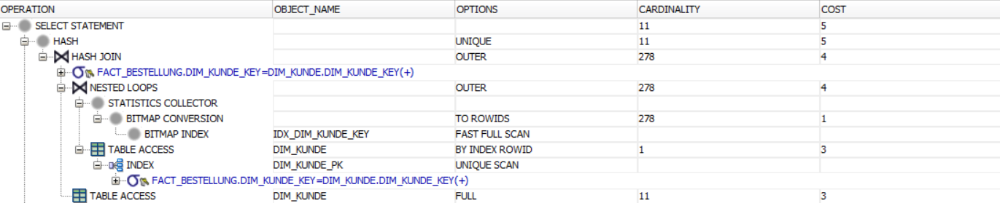 OPERATION OBJECT_NAME OPTIONS CARDINALITY COST
SELECT STATEMENT 11 5
HASH UNIQUE 11 5
HASH JOIN OUTER 278 4
FACT_BESTELLUNG.DIM_KUNDE_KEY=DIM_KUNDE.DIM_KUNDE_KEY(+)
NESTED LOOPS OUTER 278 4
STATISTICS COLLECTOR
BITMAP CONVERSION TO ROWIDS 278 1
BITMAP INDEX IDX_DIM_KUNDE_KEY FAST FULL SCAN
TABLE ACCESS DIM_KUNDE BY INDEX ROWID 1 3
INDEX DIM_KUNDE_PK UNIQUE SCAN
FACT_BESTELLUNG.DIM_KUNDE_KEY=DIM_KUNDE.DIM_KUNDE_KEY(+)
TABLE ACCESS DIM_KUNDE FULL 11 3